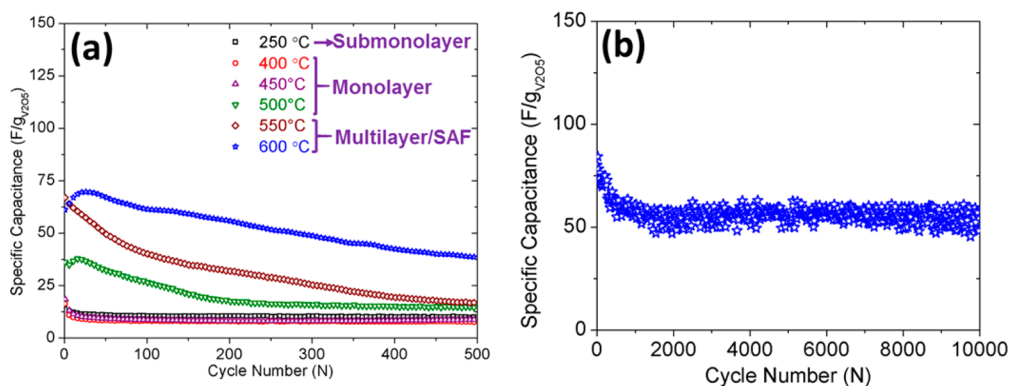 (a)
150
125
100
75
50
25
0
Specific Capacitance (F/gV2O5)
250 °C Submonolayer
400 °C
450°C Monolayer
500°C
550°C Multilayer/SAF
600 °C
0 100 200 300 400 500
Cycle Number (N)
(b)
150
100
50
0
Specific Capacitance (F/gV2O5)
0 2000 4000 6000 8000 10000
Cycle Number (N)